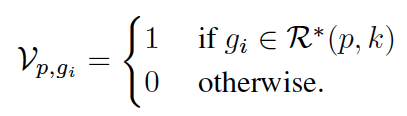 𝒱_{p,g_i} = { 1 if g_i ∈ ℛ*(p, k)
0 otherwise.